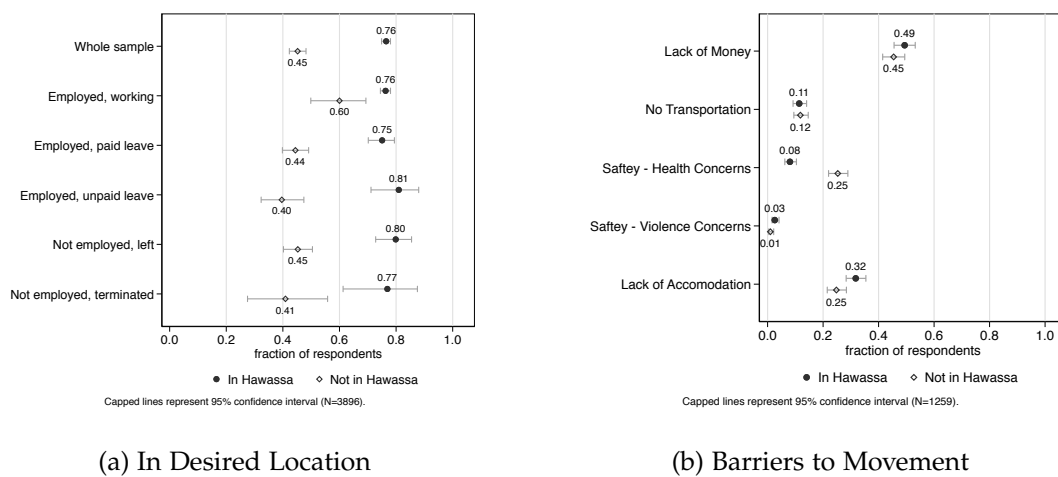 Whole sample
0.76
0.45
Employed, working
0.76
0.60
Employed, paid leave
0.75
0.44
Employed, unpaid leave
0.81
0.40
Not employed, left
0.80
0.45
Not employed, terminated
0.77
0.41
0.0 0.2 0.4 0.6 0.8 1.0
fraction of respondents
In Hawassa Not in Hawassa
Capped lines represent 95% confidence interval (N=3896).
(a) In Desired Location
Lack of Money
0.49
0.45
No Transportation
0.11
0.12
Saftey - Health Concerns
0.08
0.25
Saftey - Violence Concerns
0.03
0.01
Lack of Accomodation
0.32
0.25
0.0 0.2 0.4 0.6 0.8 1.0
fraction of respondents
In Hawassa Not in Hawassa
Capped lines represent 95% confidence interval (N=1259).
(b) Barriers to Movement